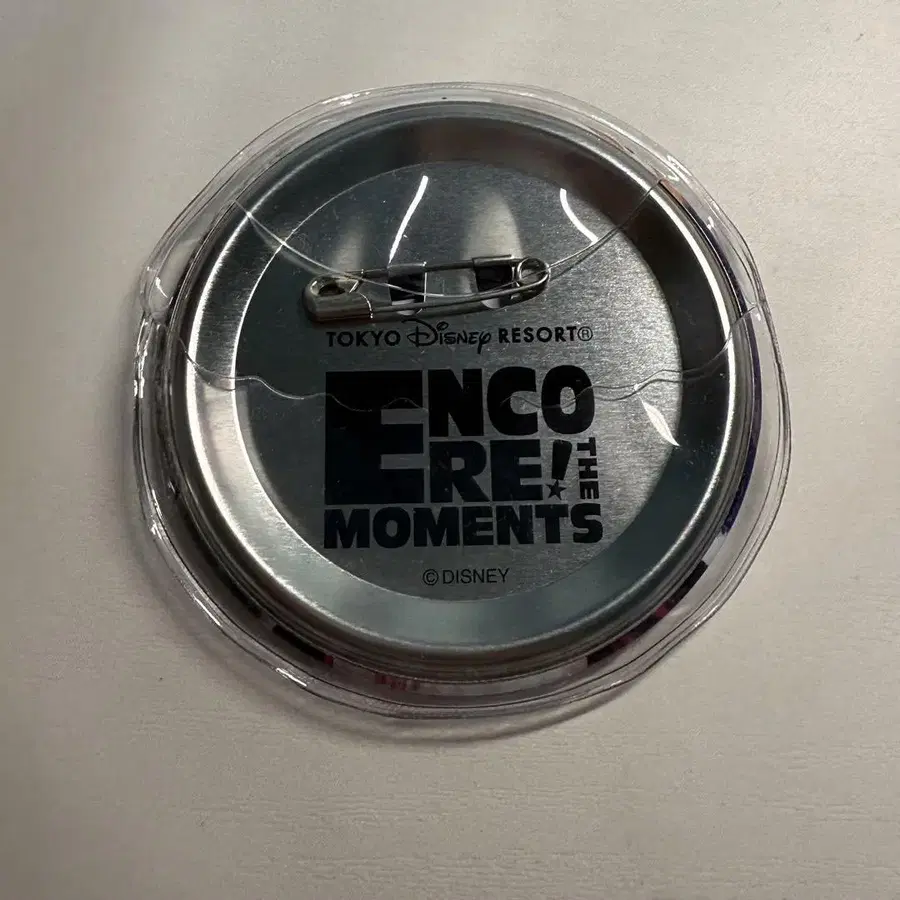 TOKYO Disney RESORT®
ENCO
RE! THE
MOMENTS
© DISNEY